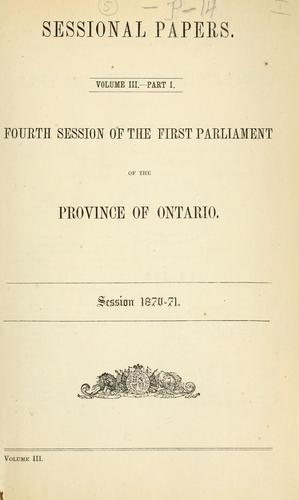 5 — P-14 I
SESSIONAL PAPERS.
VOLUME III.—PART I.
FOURTH SESSION OF THE FIRST PARLIAMENT
OF THE
PROVINCE OF ONTARIO.
Session 1870-71.
VOLUME III.